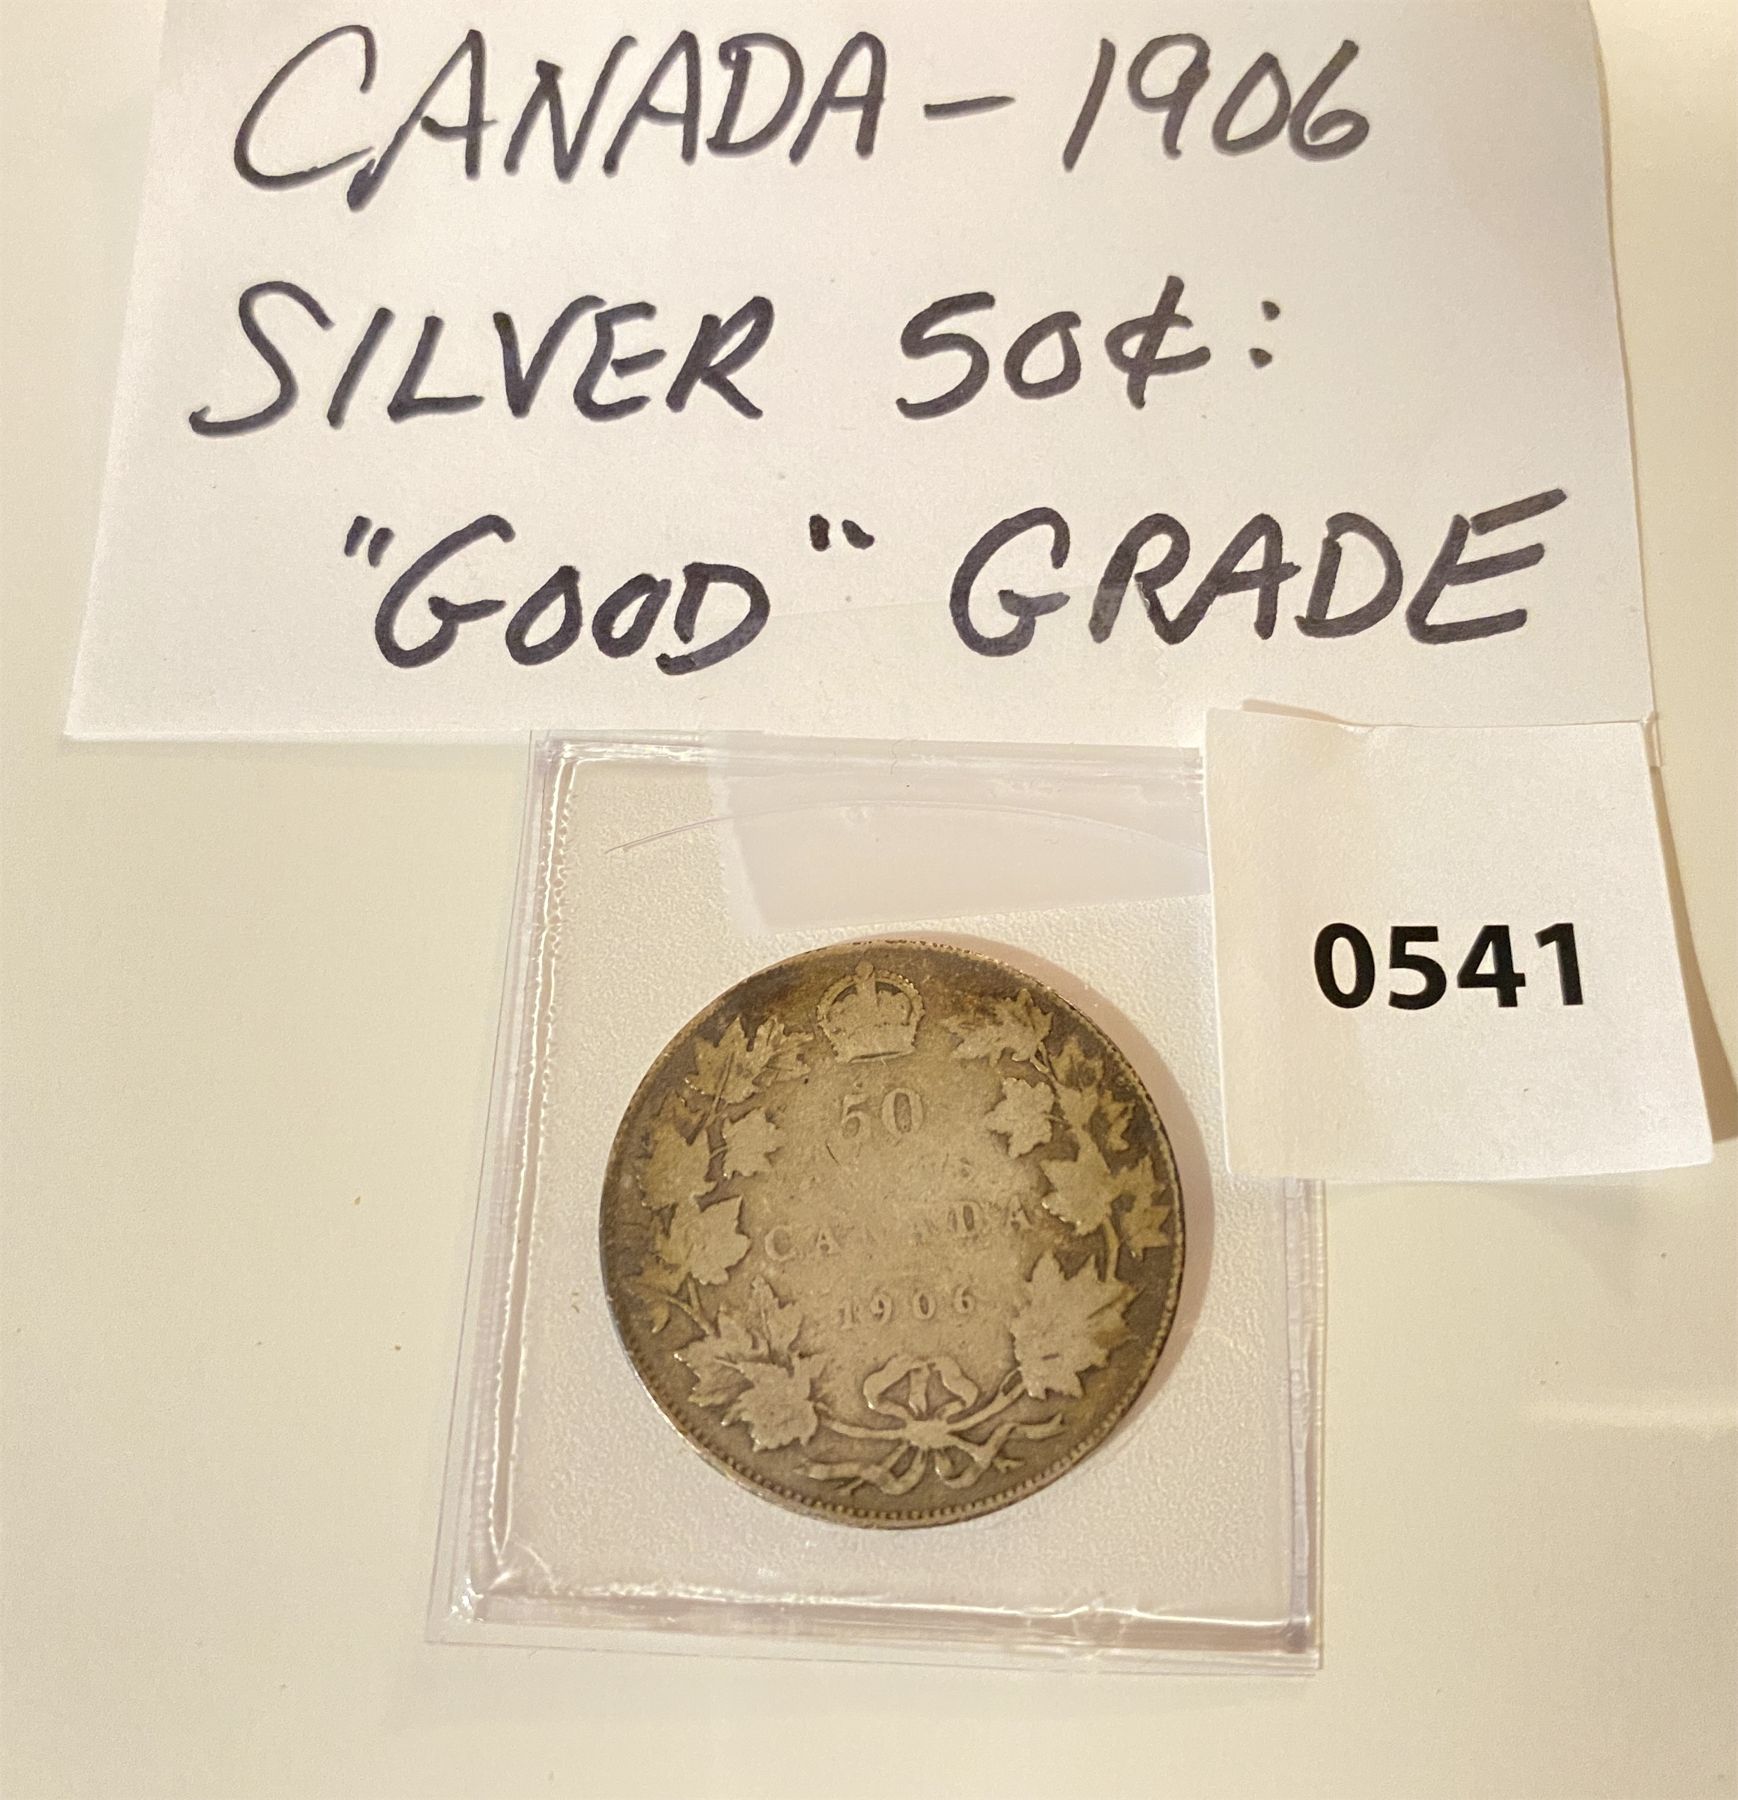 CANADA - 1906
SILVER 50¢:
"GOOD" GRADE
0541
50
CANADA
1906